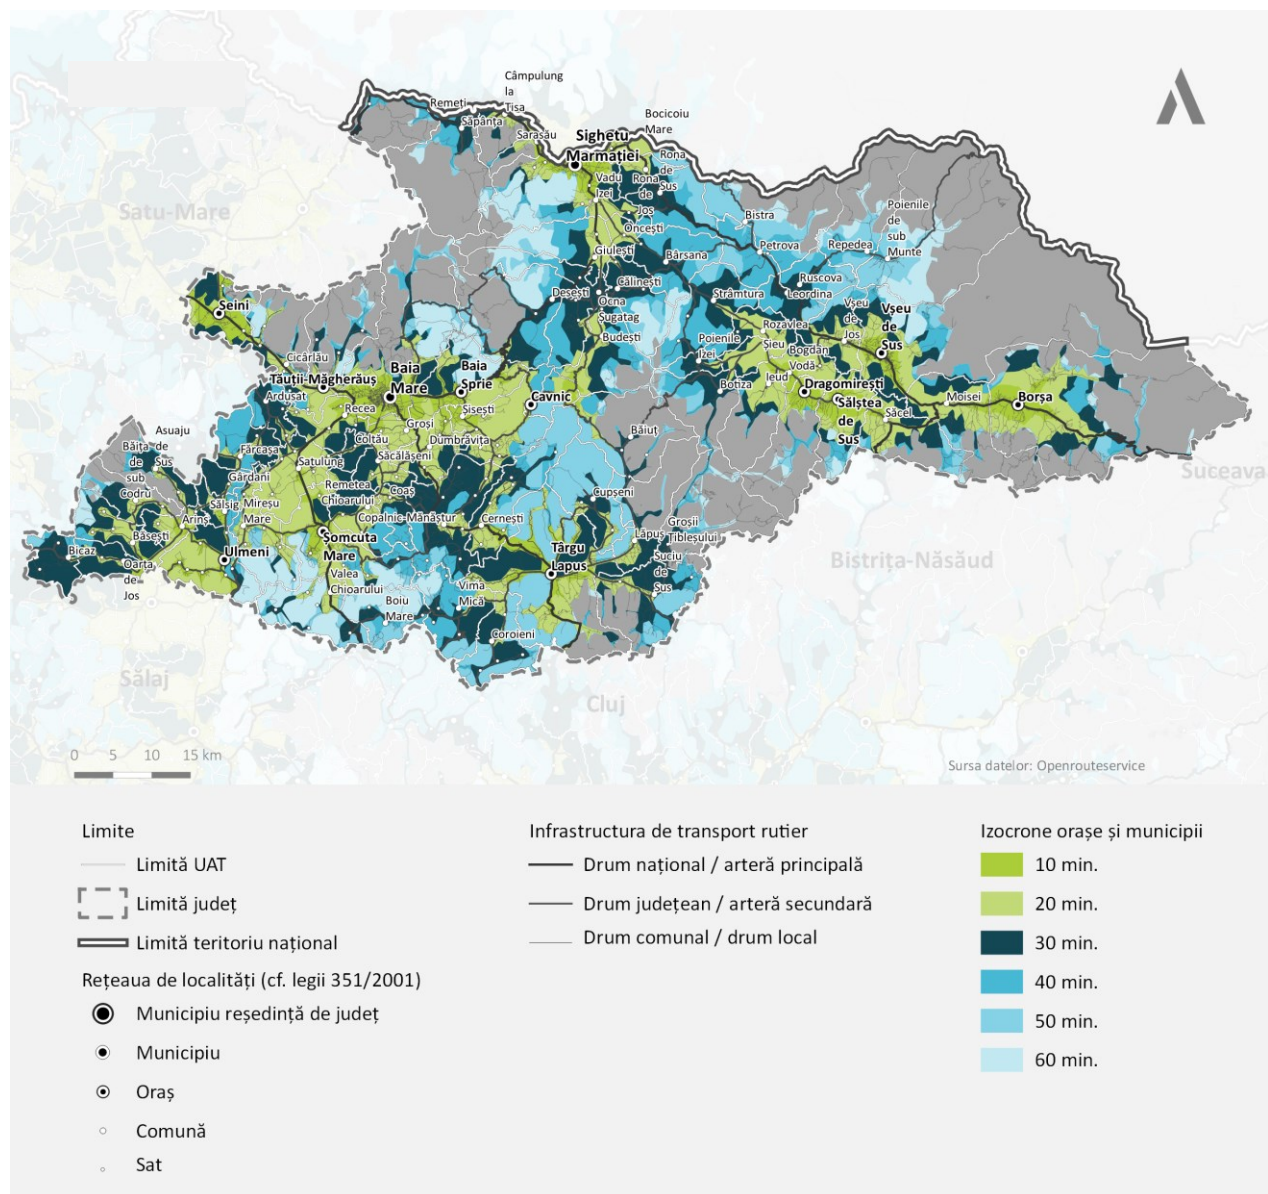 Câmpulung
la
Tisa
Remeți
Săpânța
Sarasău
Bocicoiu
Mare
Sighetu
Marmației
Rona
de
Sus
Vadu
Izei
Rona
de
Jos
Satu-Mare
Bistra
Poienile
de
sub
Munte
Oncești
Giulești
Petrova
Repedea
Bârsana
Ruscova
Călinești
Desești
Strâmtura
Leordina
Seini
Ocna
Șugatag
Vșeu
de
Jos
Vșeu
de
Sus
Budești
Rozavlea
Poienile
Izei
Șieu
Bogdan
Vodă
Cicârlău
Baia
Mare
Baia
Sprie
Ieud
Tăuții-Măgherăuș
Botiza
Dragomirești
Moisei
Borșa
Ardusat
Cavnic
Sălștea
de
Sus
Săcel
Recea
Sisești
Groși
Băiuț
Asuaju
de
Sus
Coltău
Dumbrăvița
Băița
de
sub
Codru
Fărcașa
Săcălășeni
Satulung
Suceava
Gârdani
Remetea
Chioarului
Coaș
Cupșeni
Sălsig
Mireșu
Mare
Arinș
Copalnic-Mănăștur
Cernești
Groșii
Țibleșului
Băsești
Lăpuș
Șomcuta
Mare
Bicaz
Ulmeni
Târgu
Lapus
Suciu
de
Sus
Bistrița-Năsăud
Oarța
de
Jos
Valea
Chioarului
Vima
Mică
Boiu
Mare
Coroieni
Sălaj
Cluj
0 5 10 15 km
Sursa datelor: Openrouteservice
Limite
Limită UAT
Limită județ
Limită teritoriu național
Rețeaua de localități (cf. legii 351/2001)
Municipiu reședință de județ
Municipiu
Oraș
Comună
Sat
Infrastructura de transport rutier
Drum național / arteră principală
Drum județean / arteră secundară
Drum comunal / drum local
Izocrone orașe și municipii
10 min.
20 min.
30 min.
40 min.
50 min.
60 min.